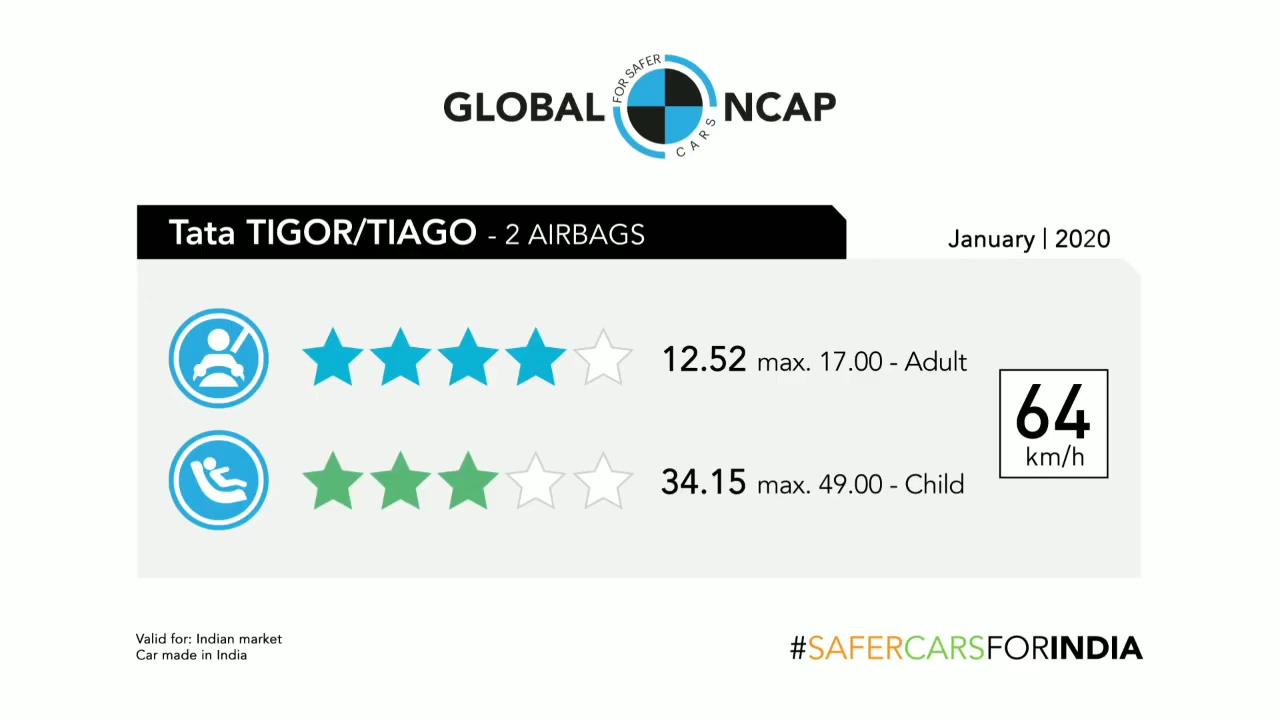 GLOBAL FOR SAFER CARS NCAP
Tata TIGOR/TIAGO - 2 AIRBAGS
January | 2020
12.52 max. 17.00 - Adult
64
km/h
34.15 max. 49.00 - Child
Valid for: Indian market
Car made in India
#SAFERCARSFORINDIA